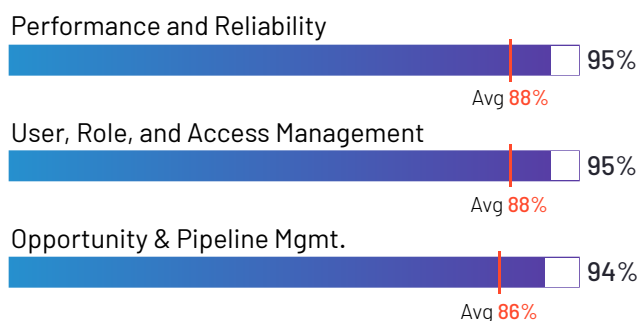 Performance and Reliability
95%
Avg 88%
User, Role, and Access Management
95%
Avg 88%
Opportunity & Pipeline Mgmt.
94%
Avg 86%